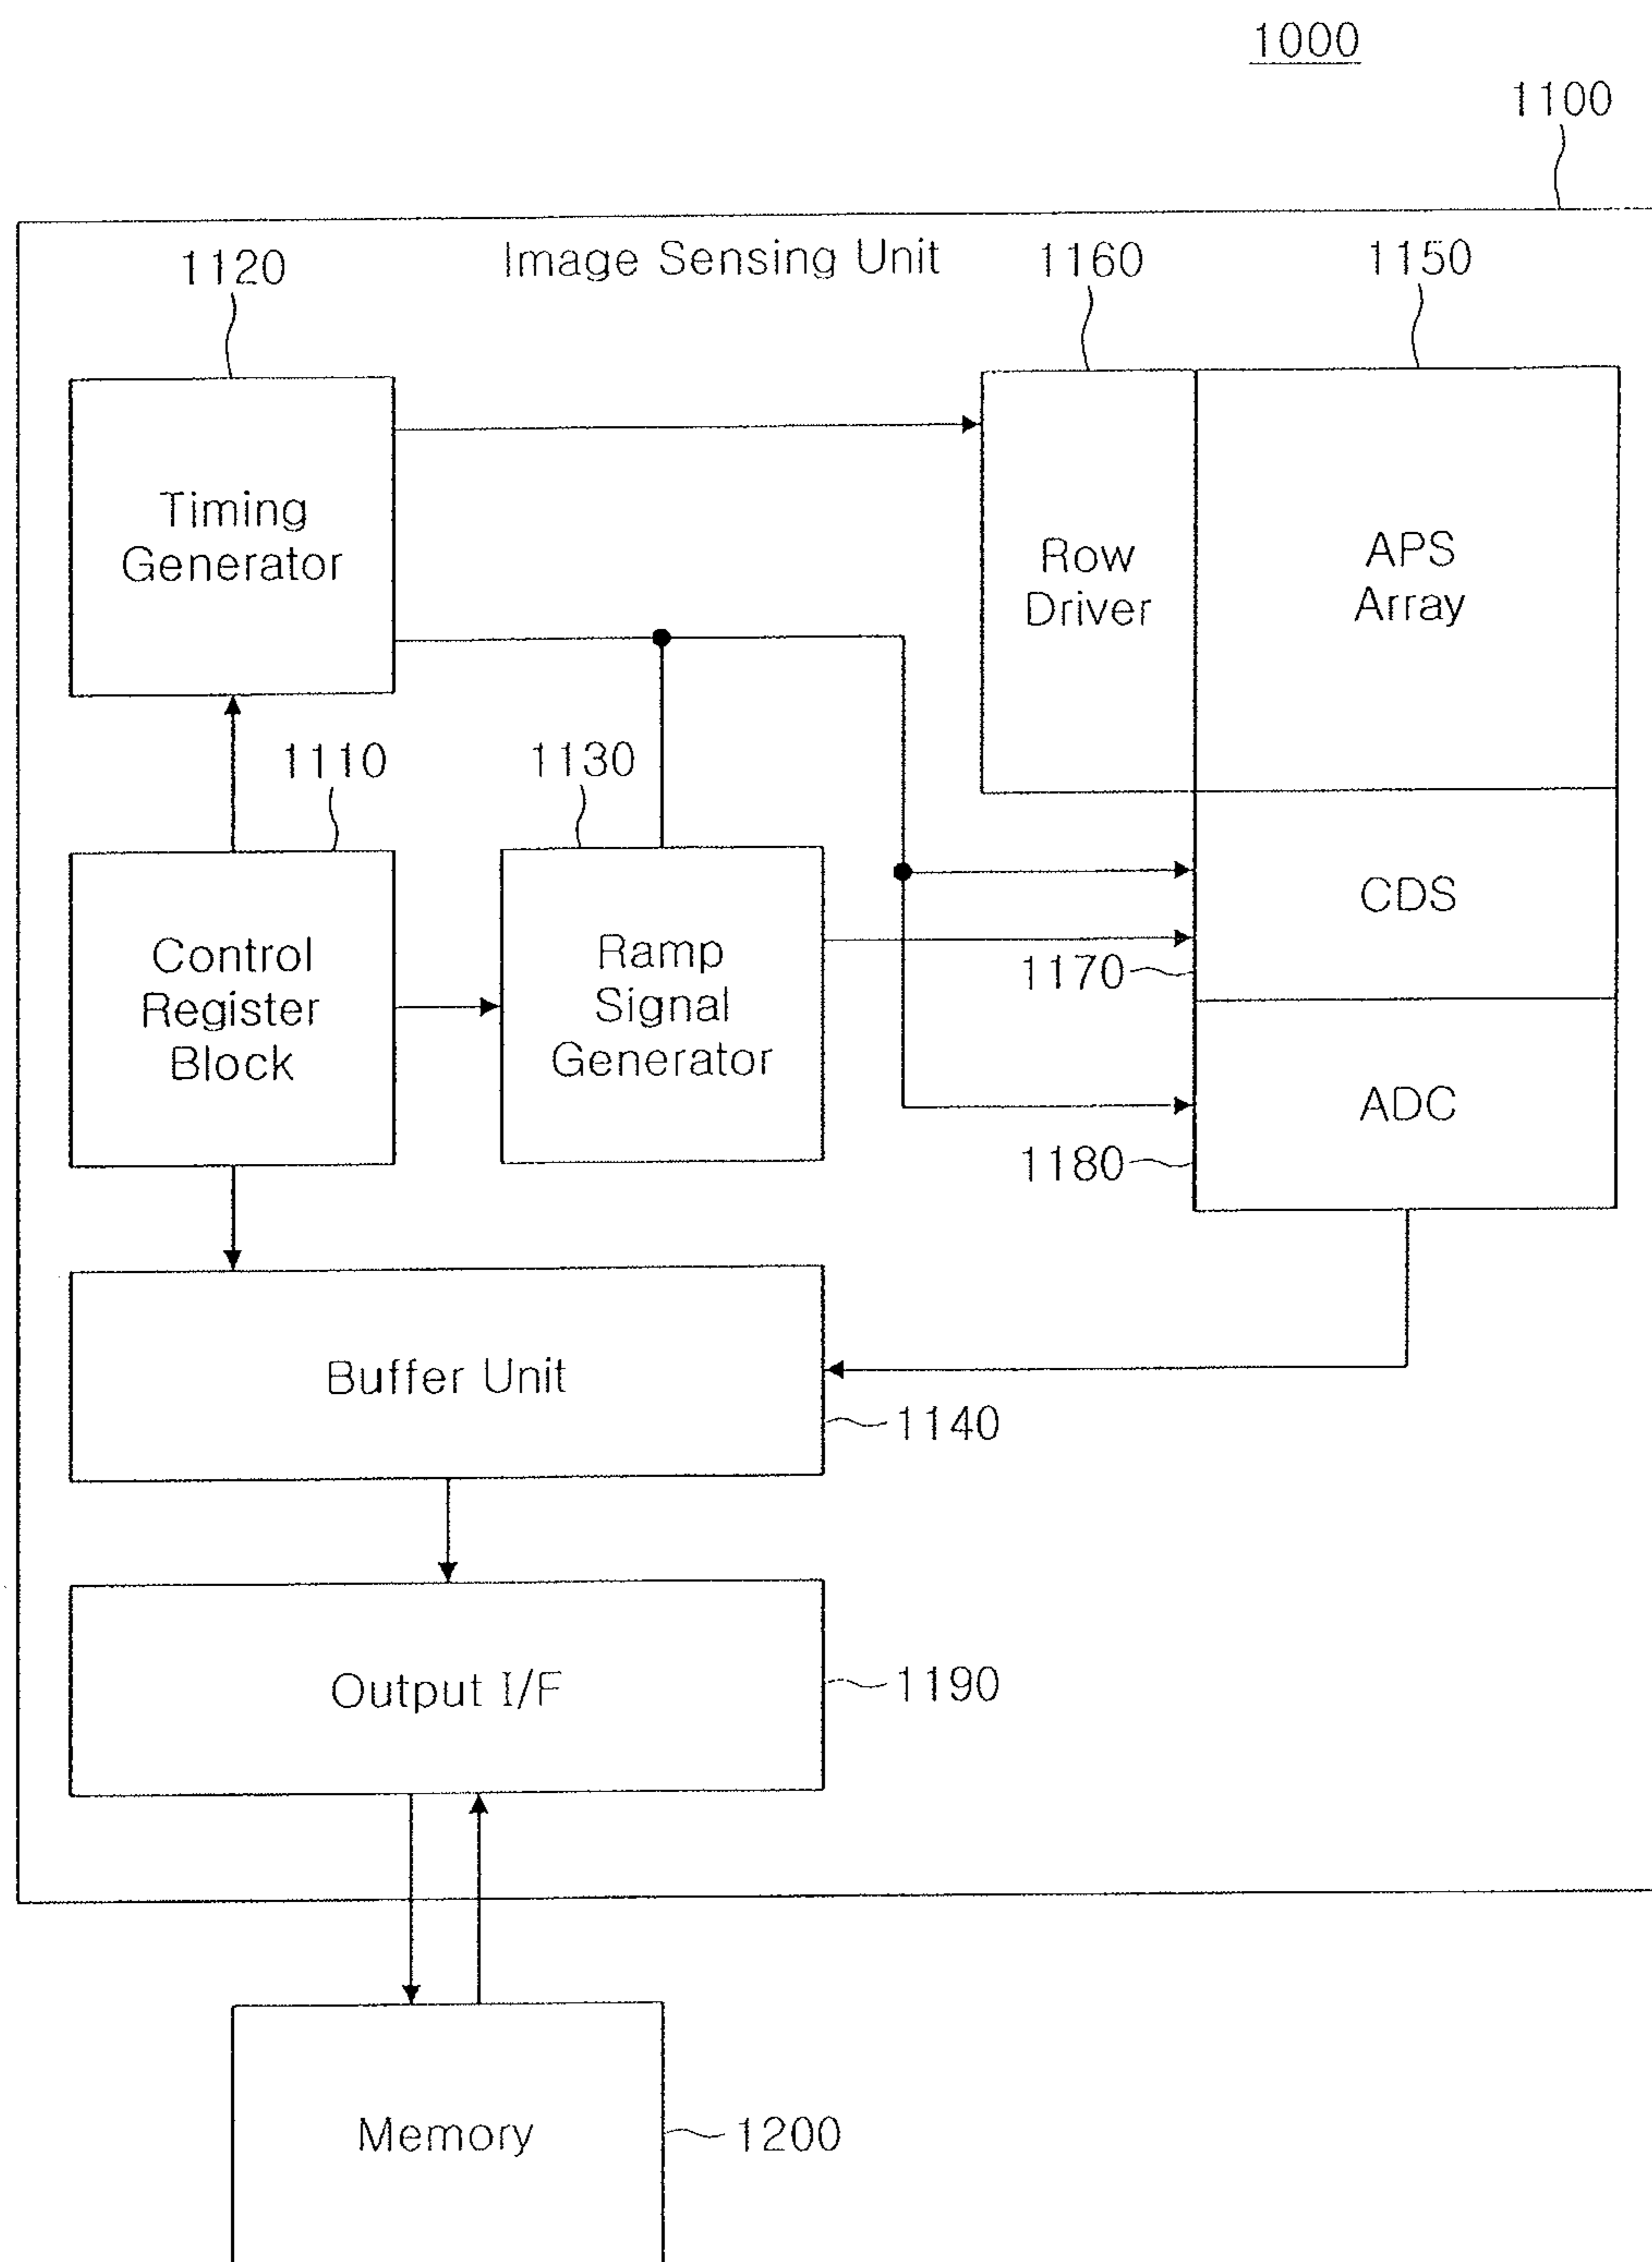 1000
1100
Image Sensing Unit
1120
1160
1150
Timing
Generator
Row
Driver
APS
Array
1110
1130
Control
Register
Block
Ramp
Signal
Generator
CDS
1170
ADC
1180
Buffer Unit
1140
Output I/F
1190
Memory
1200